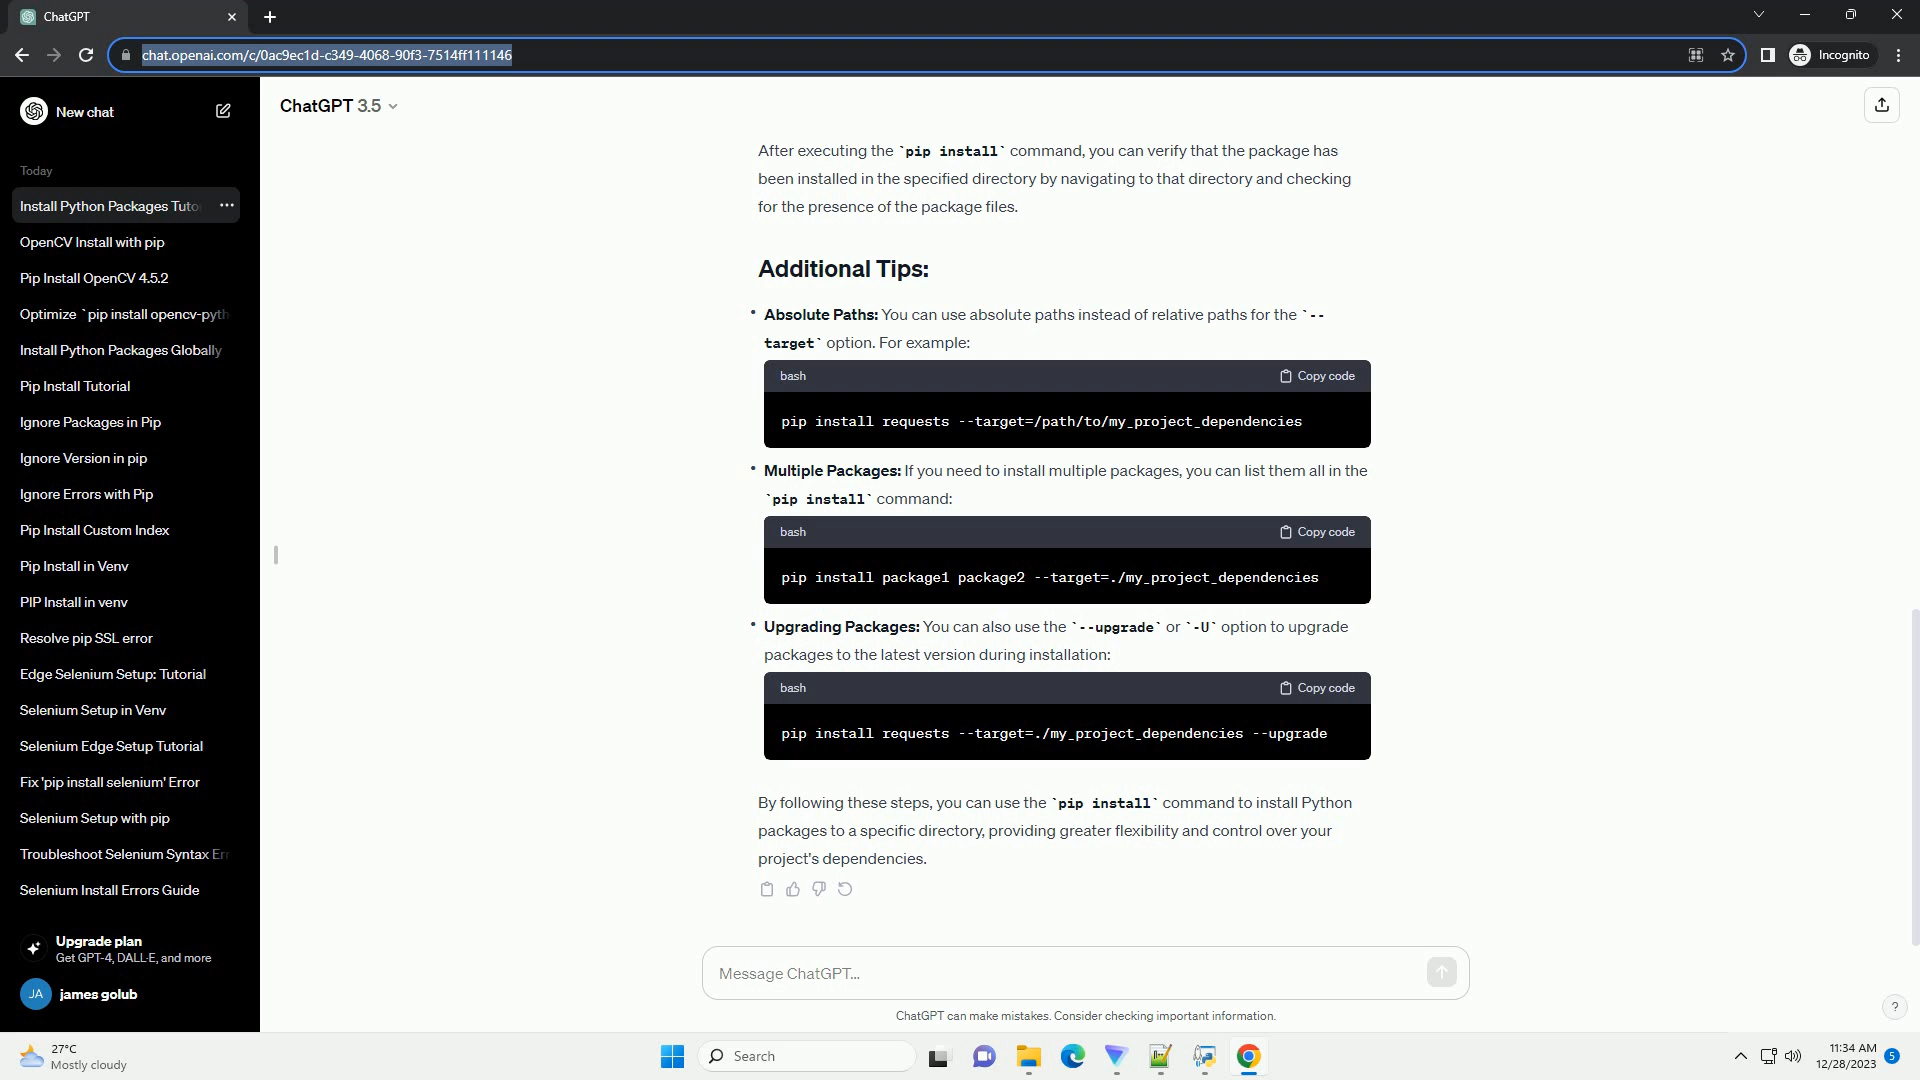 ChatGPT
chat.openai.com/c/0ac9ec1d-c349-4068-90f3-7514ff111146
Incognito
New chat
Today
Install Python Packages Tuto
OpenCV Install with pip
Pip Install OpenCV 4.5.2
Optimize `pip install opencv-pyth
Install Python Packages Globally
Pip Install Tutorial
Ignore Packages in Pip
Ignore Version in pip
Ignore Errors with Pip
Pip Install Custom Index
Pip Install in Venv
PIP Install in venv
Resolve pip SSL error
Edge Selenium Setup: Tutorial
Selenium Setup in Venv
Selenium Edge Setup Tutorial
Fix 'pip install selenium' Error
Selenium Setup with pip
Troubleshoot Selenium Syntax Err
Selenium Install Errors Guide
Upgrade plan
Get GPT-4, DALL·E, and more
JA james golub
ChatGPT 3.5
After executing the `pip install` command, you can verify that the package has
been installed in the specified directory by navigating to that directory and checking
for the presence of the package files.
Additional Tips:
• Absolute Paths: You can use absolute paths instead of relative paths for the `--
target` option. For example:
bash Copy code
pip install requests --target=/path/to/my_project_dependencies
• Multiple Packages: If you need to install multiple packages, you can list them all in the
`pip install` command:
bash Copy code
pip install package1 package2 --target=./my_project_dependencies
• Upgrading Packages: You can also use the `--upgrade` or `-U` option to upgrade
packages to the latest version during installation:
bash Copy code
pip install requests --target=./my_project_dependencies --upgrade
By following these steps, you can use the `pip install` command to install Python
packages to a specific directory, providing greater flexibility and control over your
project's dependencies.
Message ChatGPT...
ChatGPT can make mistakes. Consider checking important information.
?
27°C
Mostly cloudy
Search
11:34 AM
12/28/2023
5